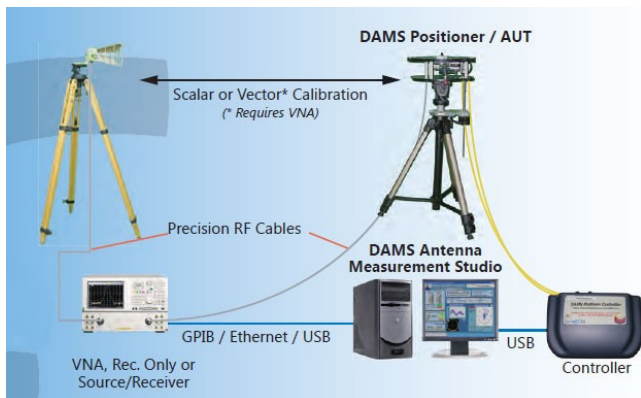 DAMS Positioner / AUT
Scalar or Vector* Calibration
(* Requires VNA)
Precision RF Cables
DAMS Antenna
Measurement Studio
GPIB / Ethernet / USB
USB
VNA, Rec. Only or
Source/Receiver
Controller